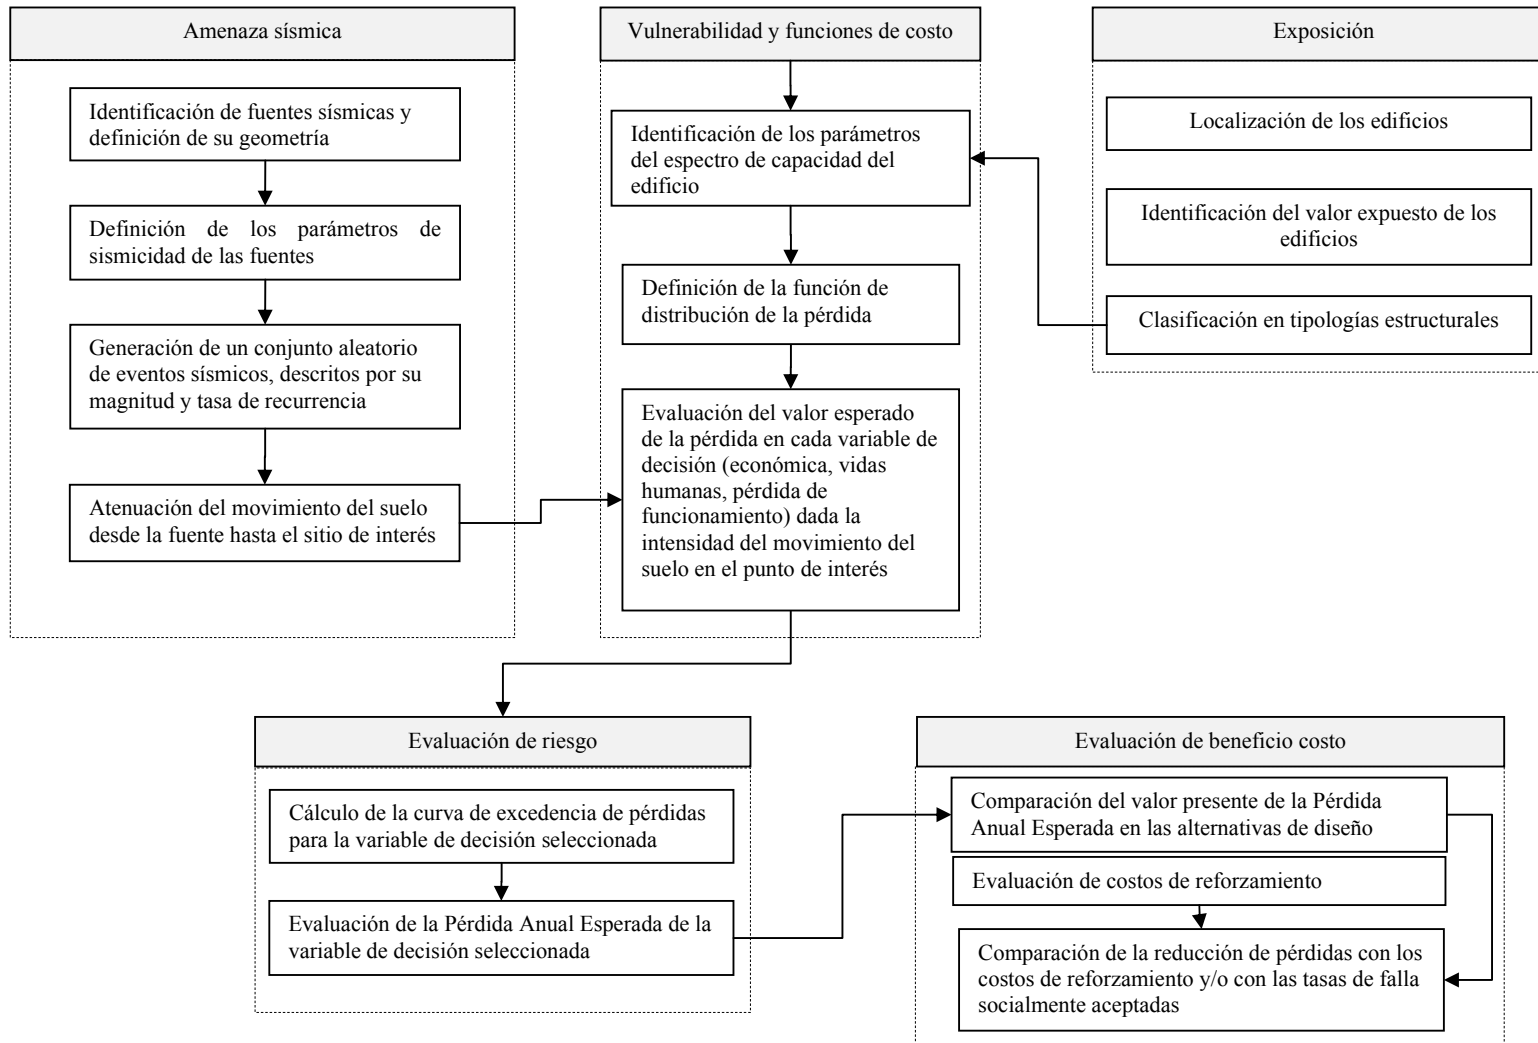 Amenaza sísmica
Identificación de fuentes sísmicas y
definición de su geometría
Definición de los parámetros de
sismicidad de las fuentes
Generación de un conjunto aleatorio
de eventos sísmicos, descritos por su
magnitud y tasa de recurrencia
Atenuación del movimiento del suelo
desde la fuente hasta el sitio de interés
Vulnerabilidad y funciones de costo
Identificación de los parámetros
del espectro de capacidad del
edificio
Definición de la función de
distribución de la pérdida
Evaluación del valor esperado
de la pérdida en cada variable de
decisión (económica, vidas
humanas, pérdida de
funcionamiento) dada la
intensidad del movimiento del
suelo en el punto de interés
Exposición
Localización de los edificios
Identificación del valor expuesto de los
edificios
Clasificación en tipologías estructurales
Evaluación de riesgo
Cálculo de la curva de excedencia de pérdidas
para la variable de decisión seleccionada
Evaluación de la Pérdida Anual Esperada de la
variable de decisión seleccionada
Evaluación de beneficio costo
Comparación del valor presente de la Pérdida
Anual Esperada en las alternativas de diseño
Evaluación de costos de reforzamiento
Comparación de la reducción de pérdidas con los
costos de reforzamiento y/o con las tasas de falla
socialmente aceptadas